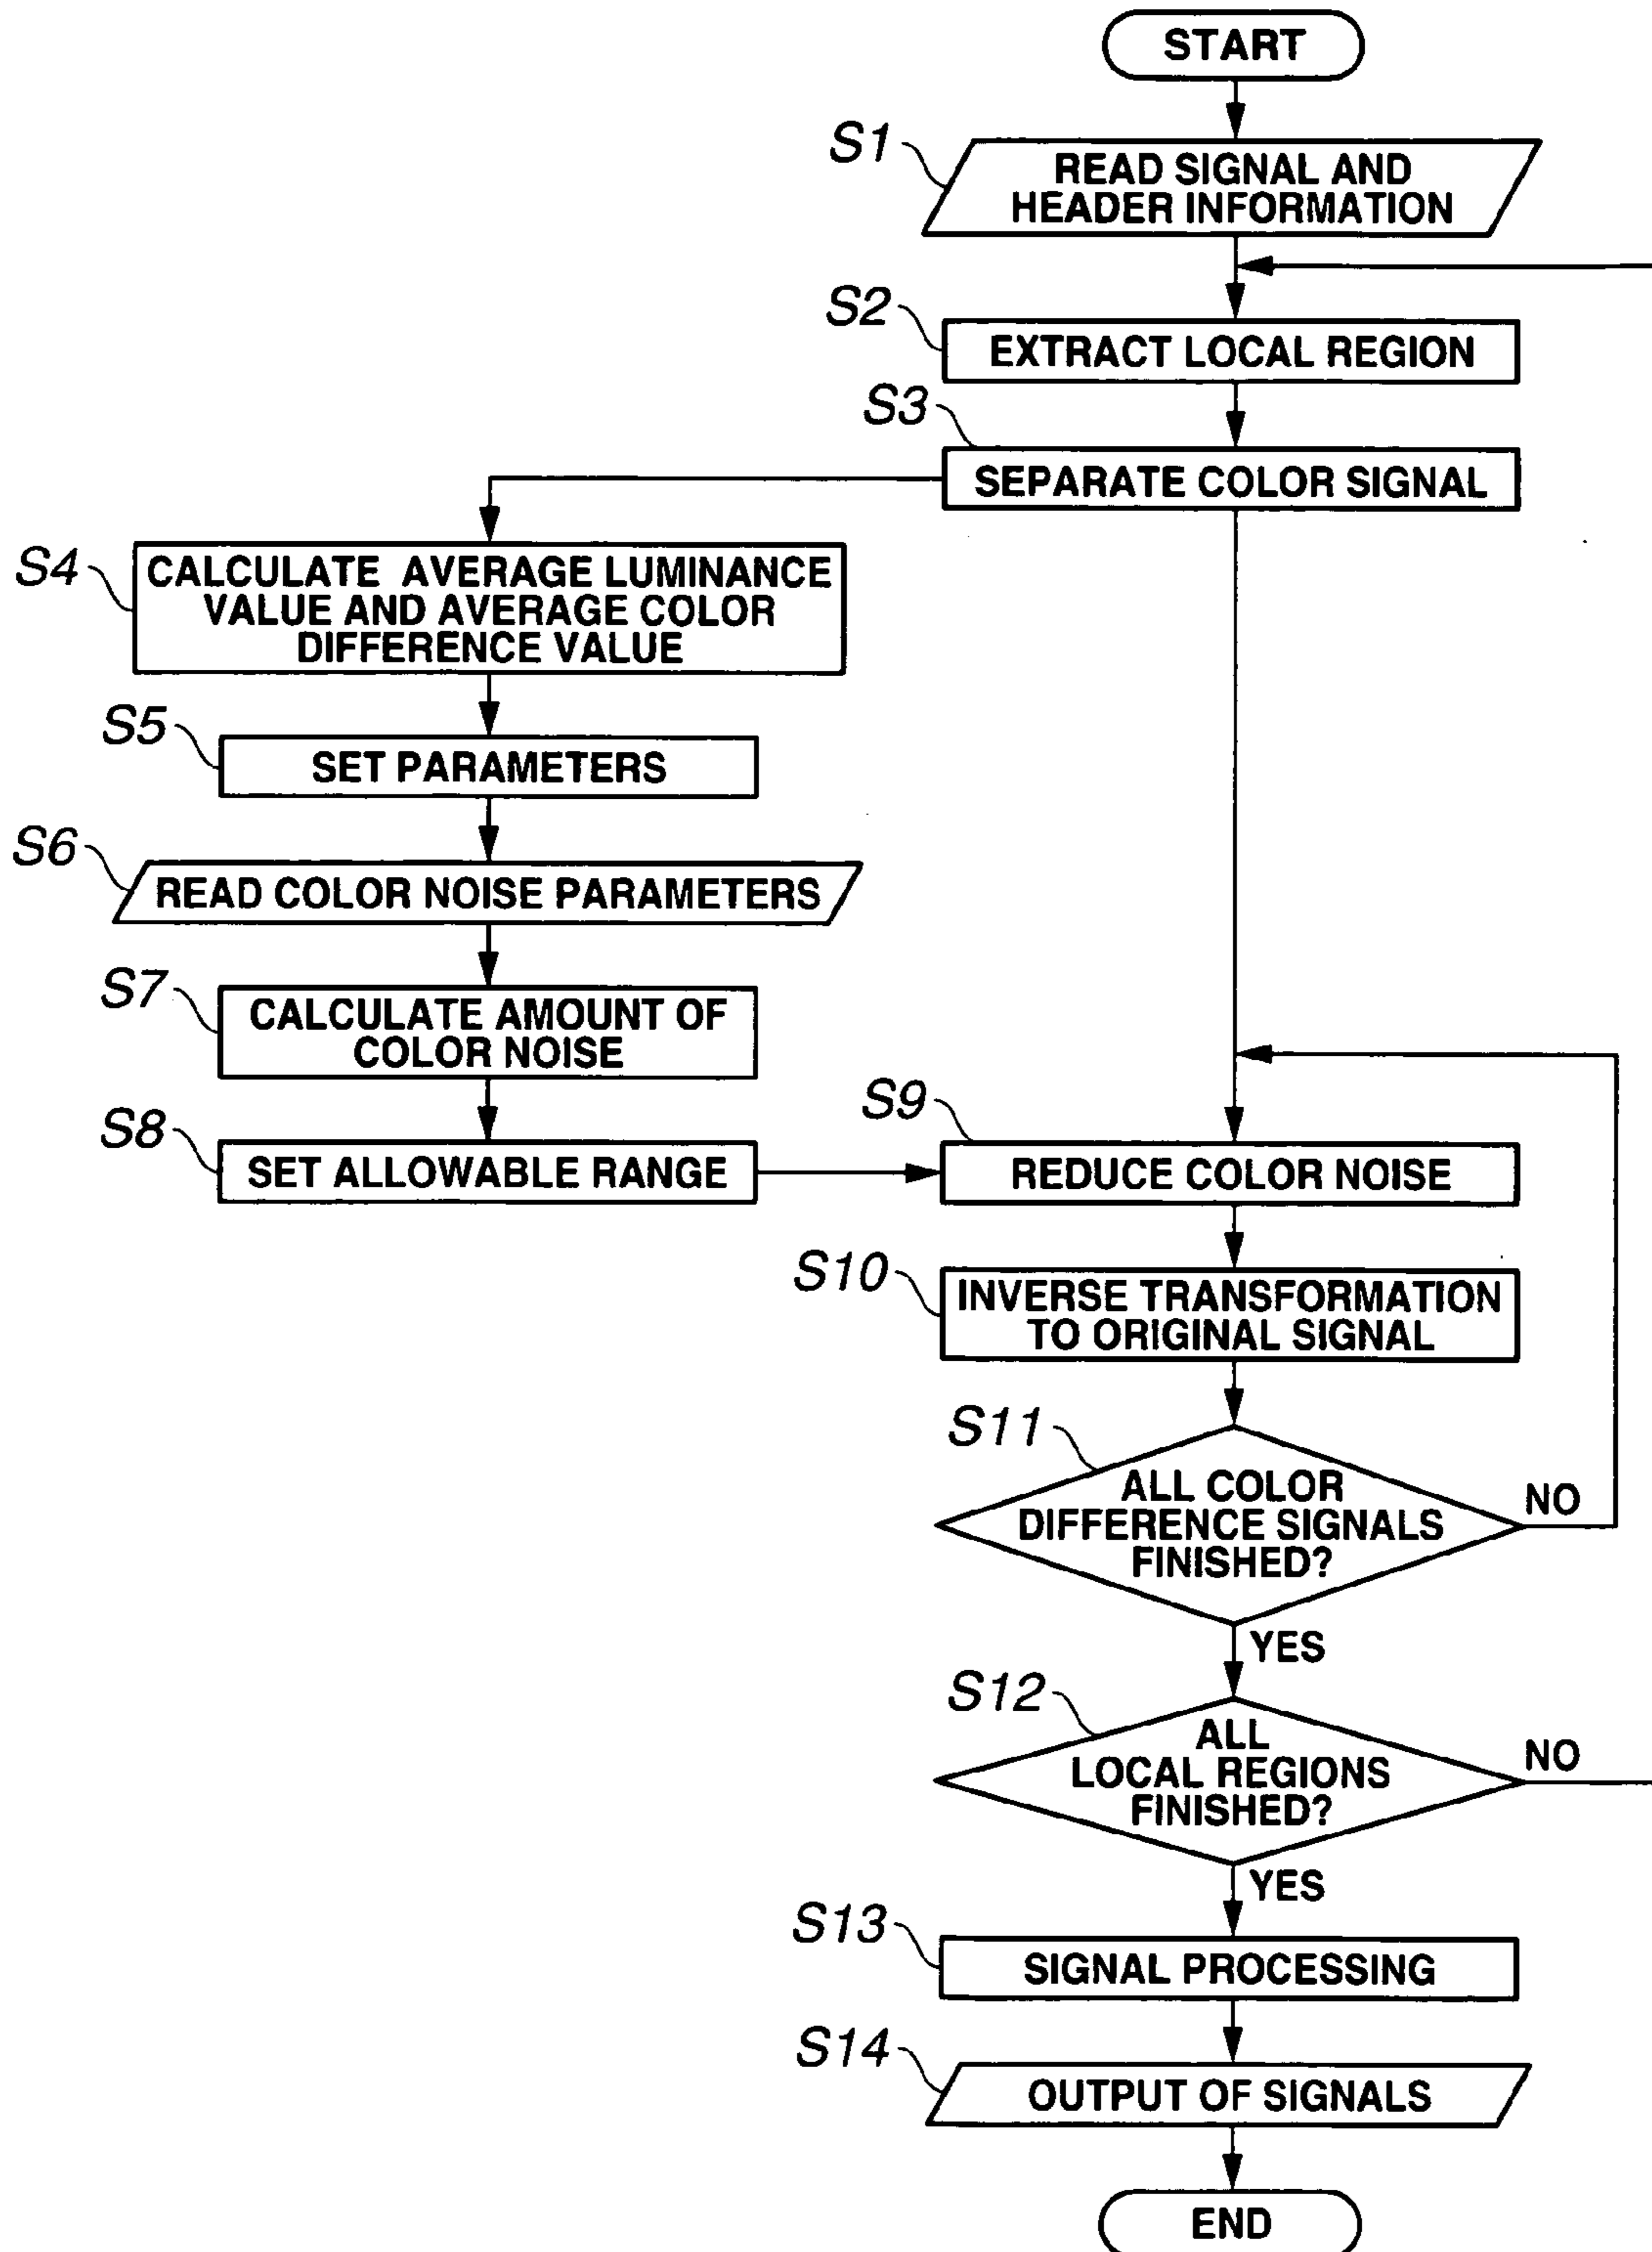 START
S1
READ SIGNAL AND
HEADER INFORMATION
S2
EXTRACT LOCAL REGION
S3
SEPARATE COLOR SIGNAL
S4
CALCULATE AVERAGE LUMINANCE
VALUE AND AVERAGE COLOR
DIFFERENCE VALUE
S5
SET PARAMETERS
S6
READ COLOR NOISE PARAMETERS
S7
CALCULATE AMOUNT OF
COLOR NOISE
S8
SET ALLOWABLE RANGE
S9
REDUCE COLOR NOISE
S10
INVERSE TRANSFORMATION
TO ORIGINAL SIGNAL
S11
ALL COLOR
DIFFERENCE SIGNALS
FINISHED?
NO
YES
S12
ALL
LOCAL REGIONS
FINISHED?
NO
YES
S13
SIGNAL PROCESSING
S14
OUTPUT OF SIGNALS
END